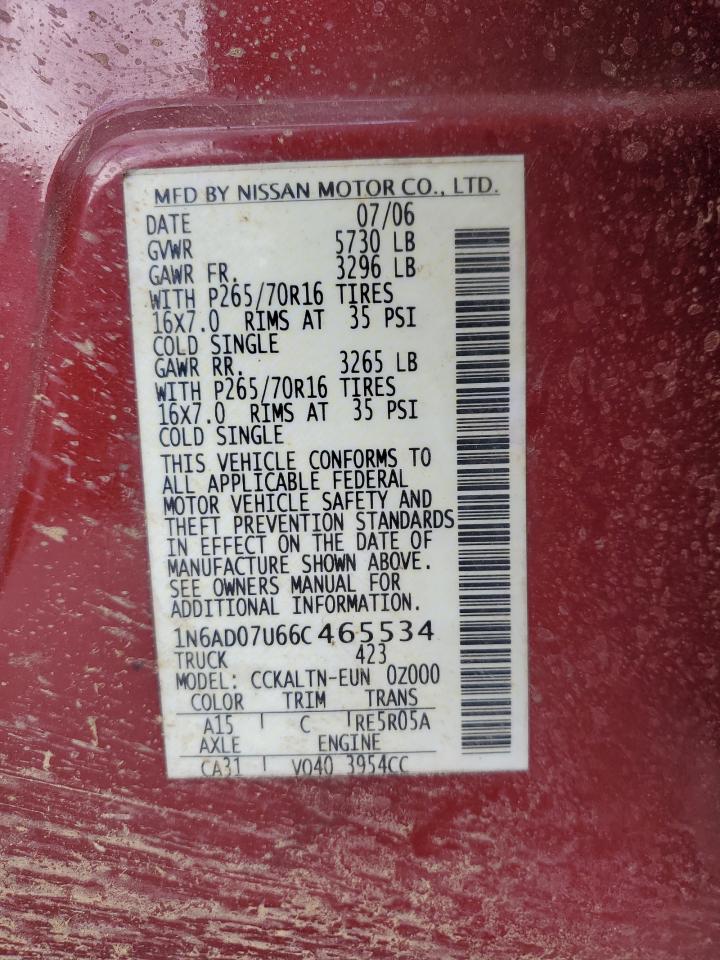 MFD BY NISSAN MOTOR CO., LTD.
DATE 07/06
GVWR 5730 LB
GAWR FR. 3296 LB
WITH P265/70R16 TIRES
16X7.0 RIMS AT 35 PSI
COLD SINGLE
GAWR RR. 3265 LB
WITH P265/70R16 TIRES
16X7.0 RIMS AT 35 PSI
COLD SINGLE
THIS VEHICLE CONFORMS TO
ALL APPLICABLE FEDERAL
MOTOR VEHICLE SAFETY AND
THEFT PREVENTION STANDARDS
IN EFFECT ON THE DATE OF
MANUFACTURE SHOWN ABOVE.
SEE OWNERS MANUAL FOR
ADDITIONAL INFORMATION.
1N6AD07U66C465534
TRUCK 423
MODEL: CCKALTN-EUN 0Z000
COLOR TRIM TRANS
A15 C RE5R05A
AXLE ENGINE
CA31 VQ40 3954CC